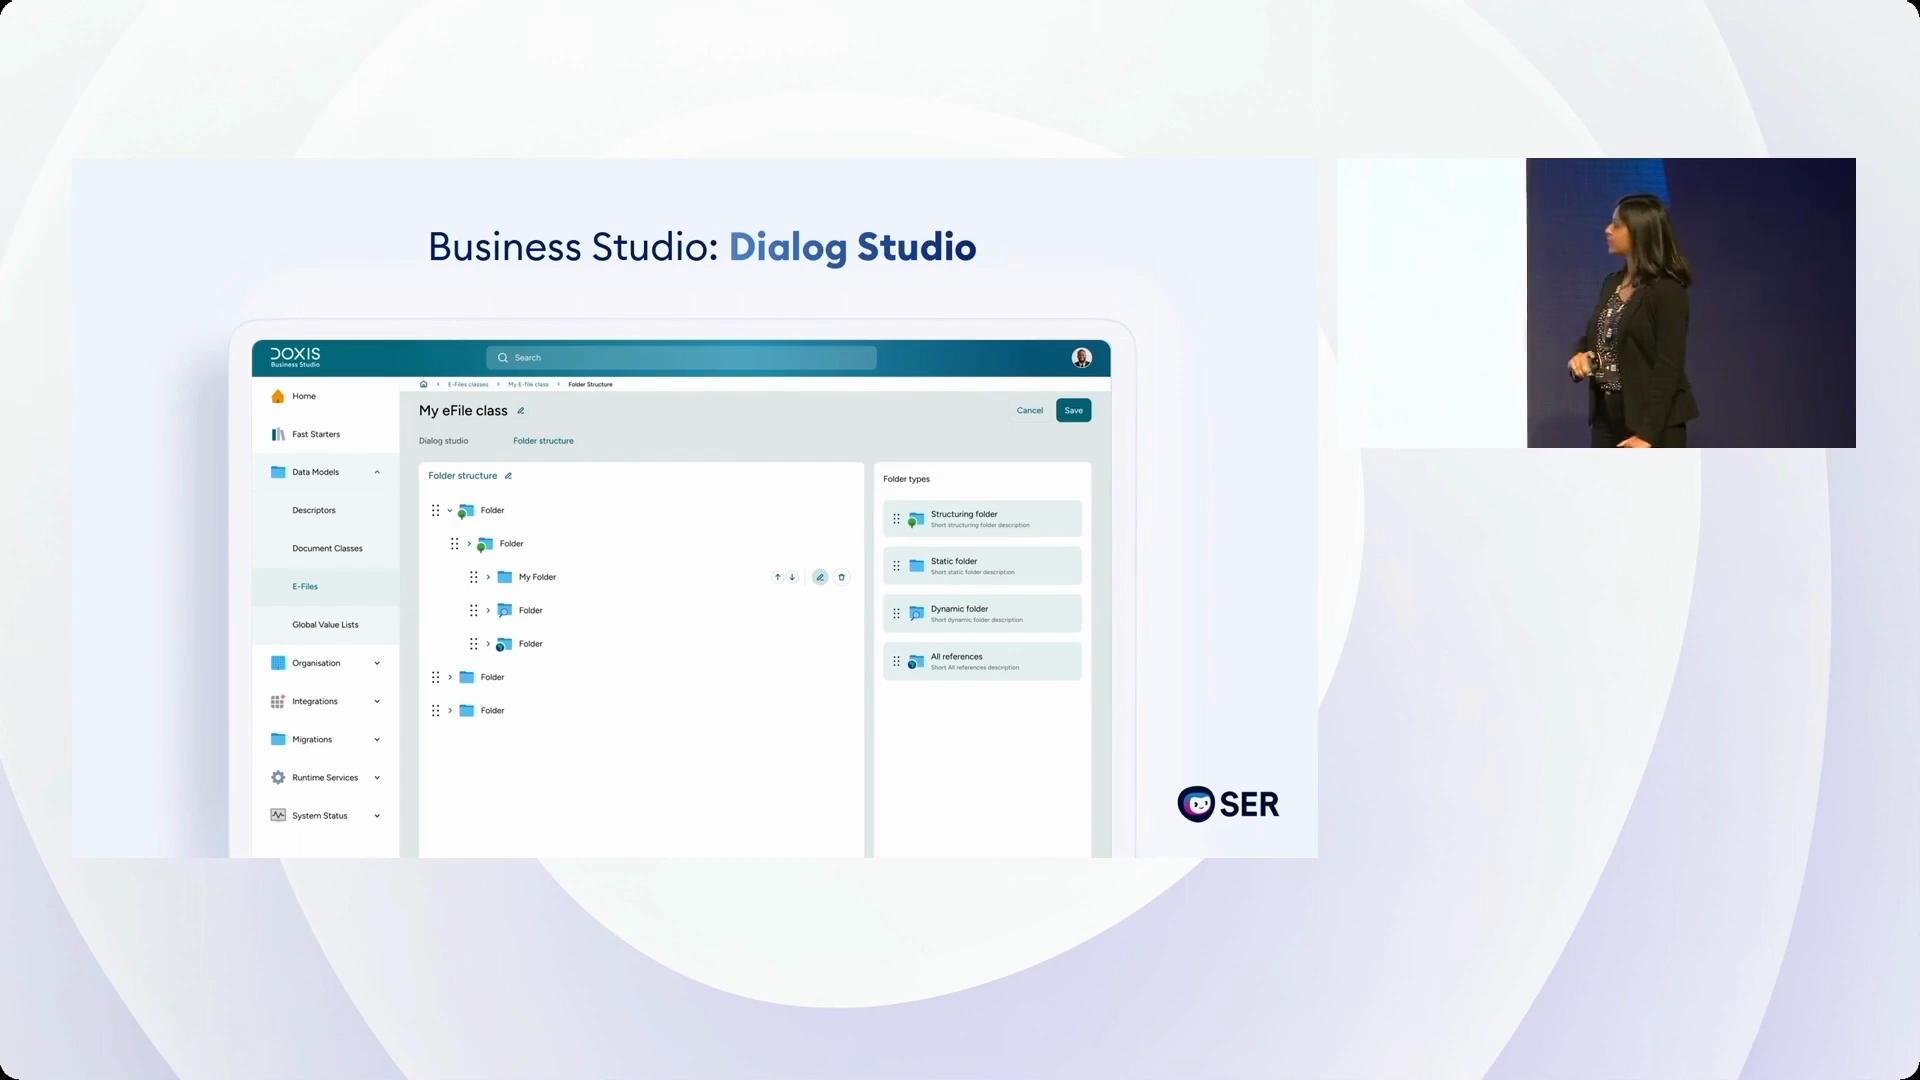 Business Studio: Dialog Studio
DOXIS
Business Studio
Search
Home
Fast Starters
Data Models
Descriptors
Document Classes
E-Files
Global Value Lists
Organisation
Integrations
Migrations
Runtime Services
System Status
E-Files classes
My E-file class
Folder Structure
My eFile class
Cancel
Save
Dialog studio
Folder structure
Folder structure
Folder
Folder
My Folder
Folder
Folder
Folder
Folder
Folder types
Structuring folder
Short structuring folder description
Static folder
Short static folder description
Dynamic folder
Short dynamic folder description
All references
Short All references description
SER